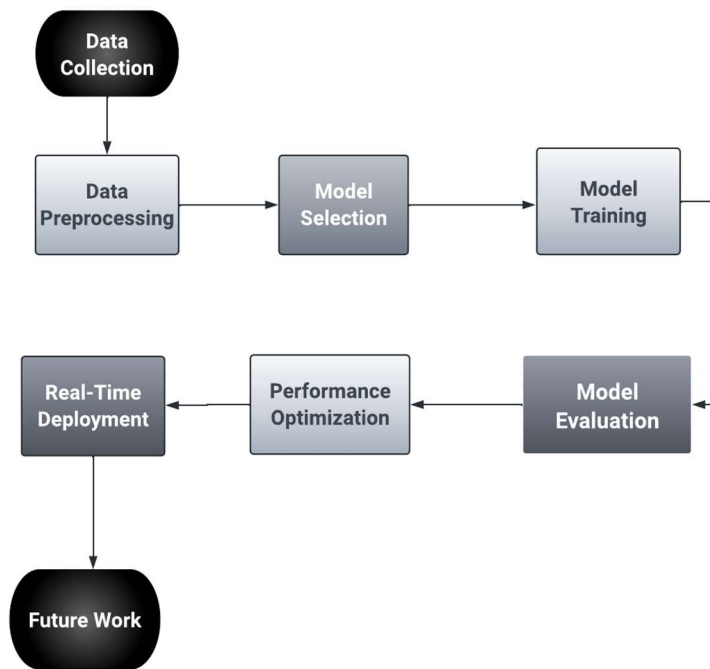 Data
Collection
Data
Preprocessing
Model
Selection
Model
Training
Model
Evaluation
Performance
Optimization
Real-Time
Deployment
Future Work